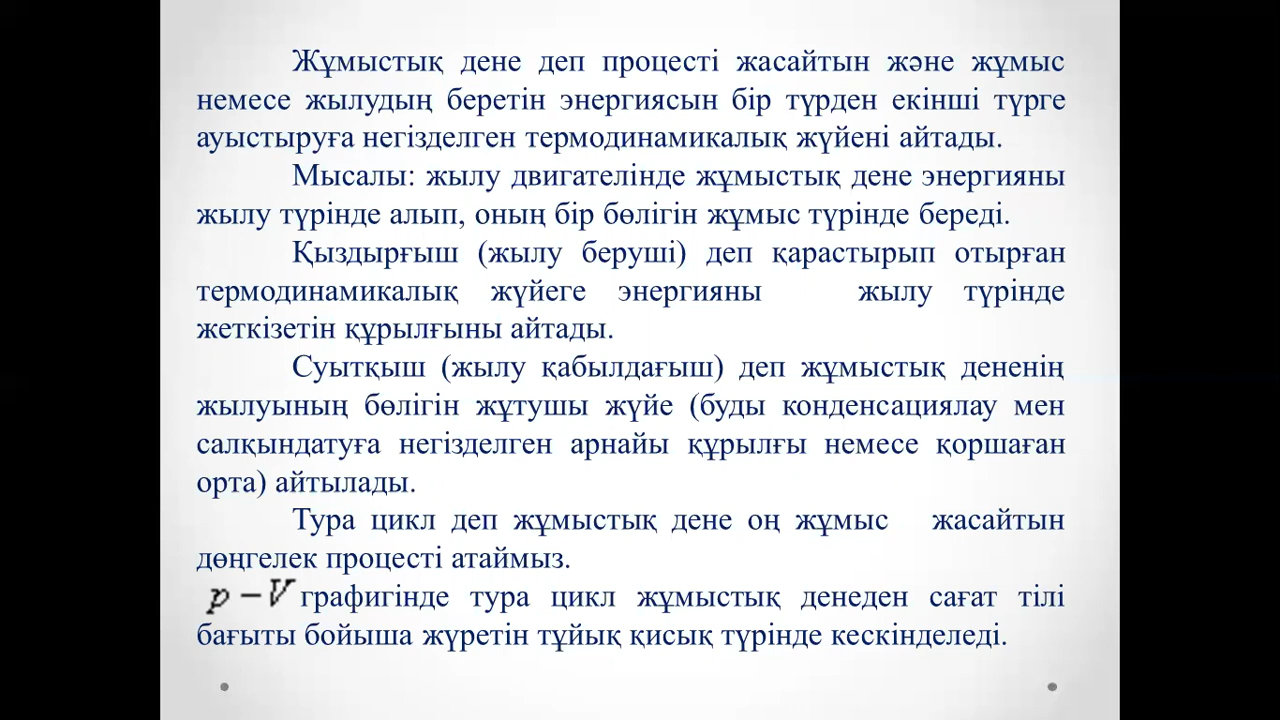 Жұмыстық дене деп процесті жасайтын және жұмыс
немесе жылудың беретін энергиясын бір түрден екінші түрге
ауыстыруға негізделген термодинамикалық жүйені айтады.
Мысалы: жылу двигателінде жұмыстық дене энергияны
жылу түрінде алып, оның бір бөлігін жұмыс түрінде береді.
Қыздырғыш (жылу беруші) деп қарастырып отырған
термодинамикалық жүйеге энергияны жылу түрінде
жеткізетін құрылғыны айтады.
Суытқыш (жылу қабылдағыш) деп жұмыстық дененің
жылуының бөлігін жұтушы жүйе (буды конденсациялау мен
салқындатуға негізделген арнайы құрылғы немесе қоршаған
орта) айтылады.
Тура цикл деп жұмыстық дене оң жұмыс жасайтын
дөңгелек процесті атаймыз.
p – V графигінде тура цикл жұмыстық денеден сағат тілі
бағыты бойыша жүретін тұйық қисық түрінде кескінделеді.